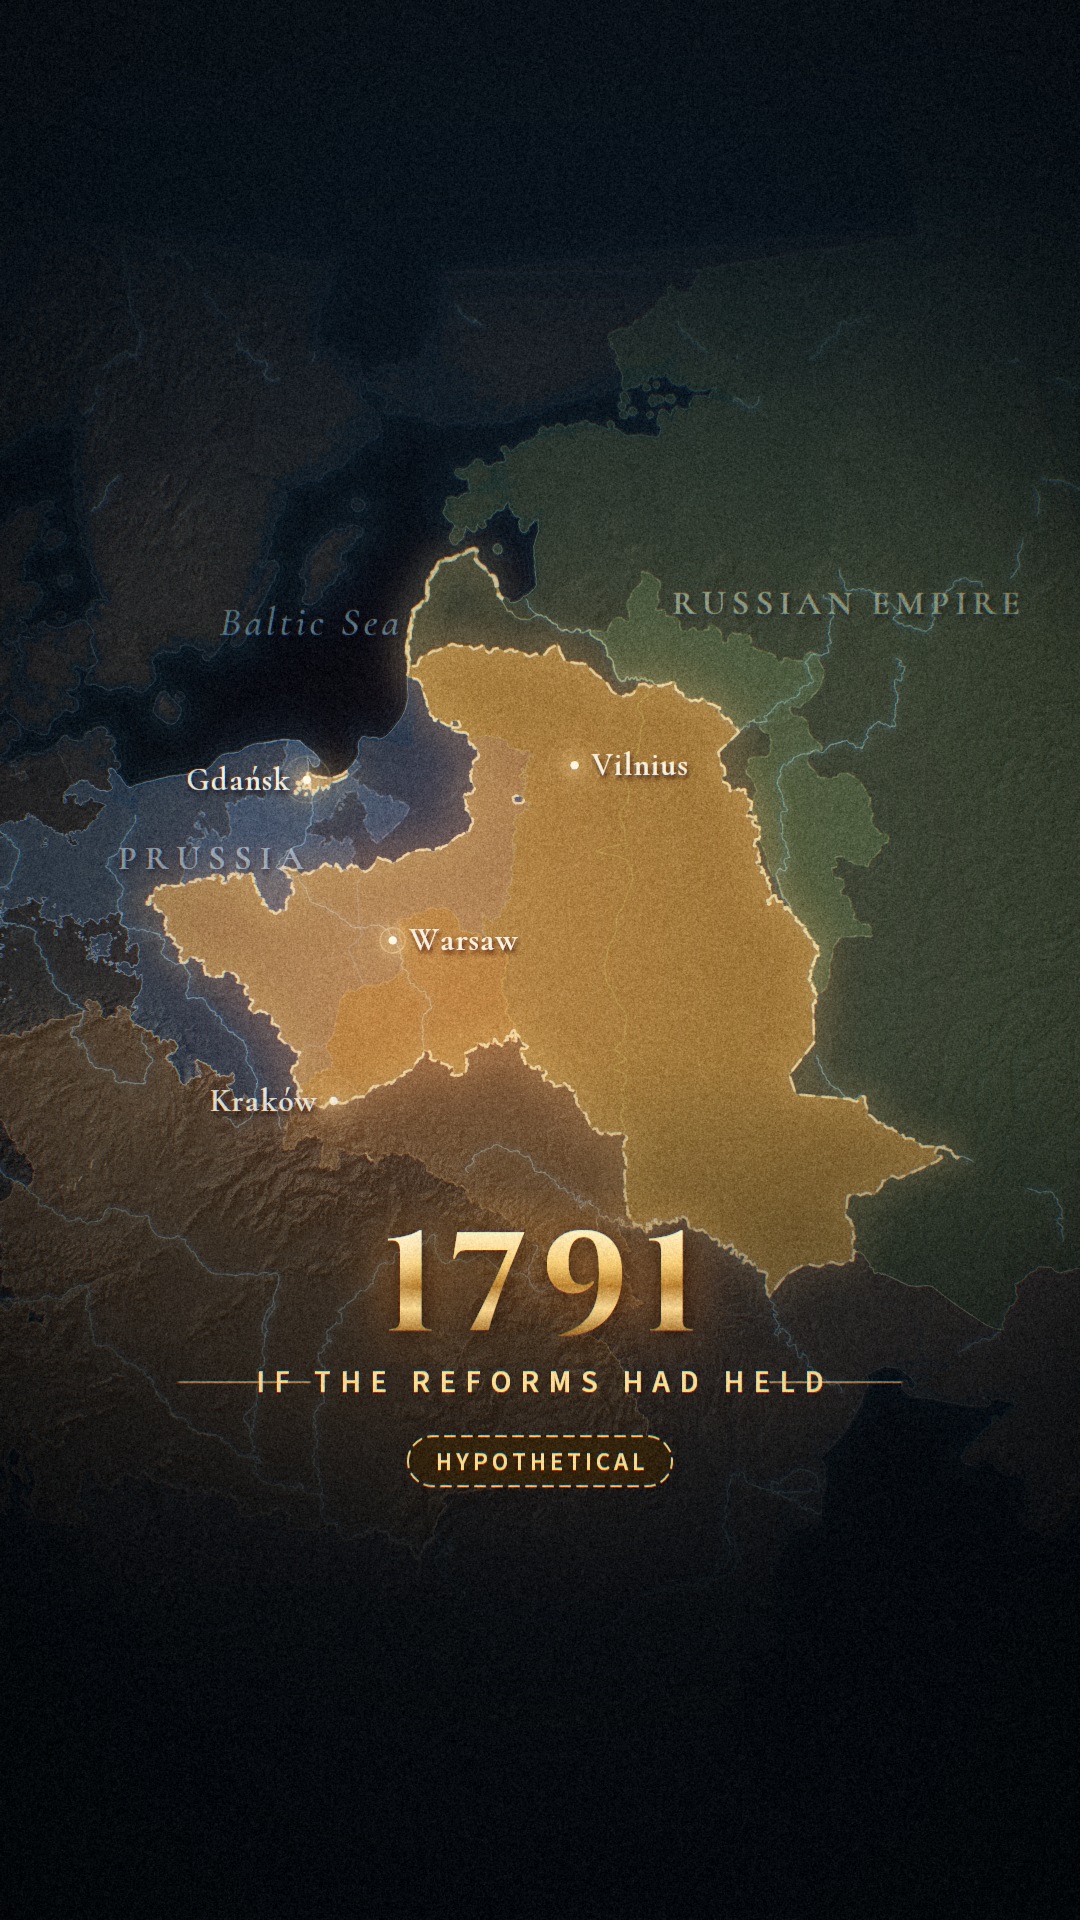 RUSSIAN EMPIRE
Baltic Sea
Vilnius
Gdańsk
PRUSSIA
Warsaw
Kraków
1791
IF THE REFORMS HAD HELD
HYPOTHETICAL